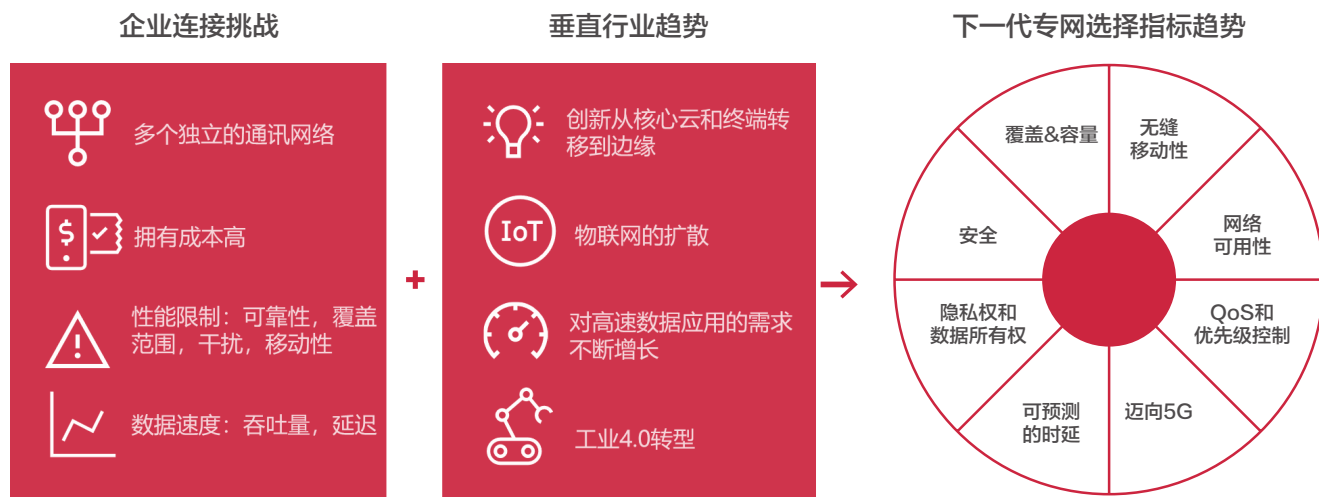 企业连接挑战
多个独立的通讯网络
$
拥有成本高
性能限制：可靠性，覆盖
范围，干扰，移动性
数据速度：吞吐量，延迟
+
垂直行业趋势
创新从核心云和终端转
移到边缘
IoT
物联网的扩散
对高速数据应用的需求
不断增长
工业4.0转型
下一代专网选择指标趋势
覆盖&容量
无缝
移动性
网络
可用性
QoS和
优先级控制
迈向5G
可预测
的时延
隐私权和
数据所有权
安全